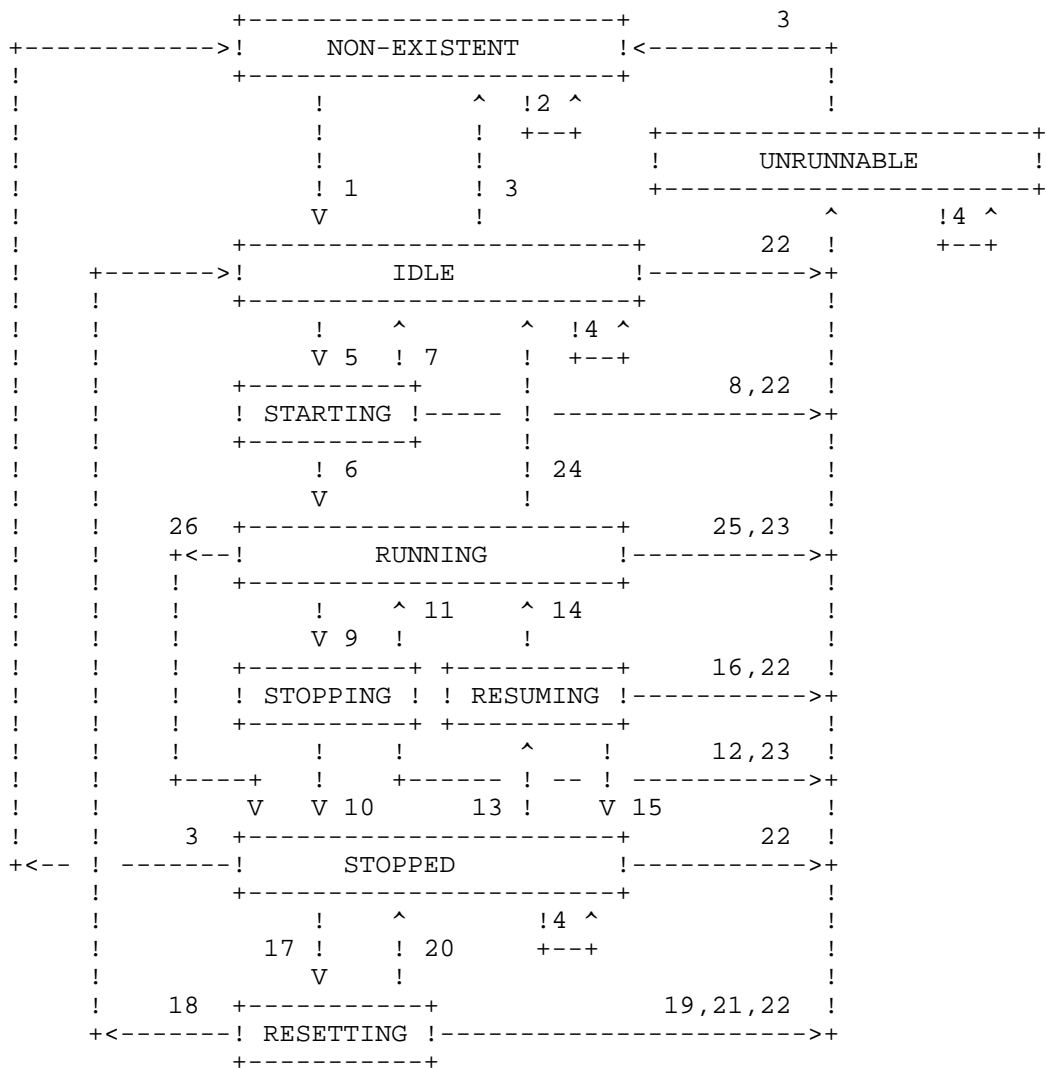 3
NON-EXISTENT
2
UNRUNNABLE
1 3
4
22
IDLE
4
5 7
8,22
STARTING
6 24
26 25,23
RUNNING
11 14
9
16,22
STOPPING RESUMING
12,23
10 13 15
3 22
STOPPED
4
17 20
18 19,21,22
RESETTING